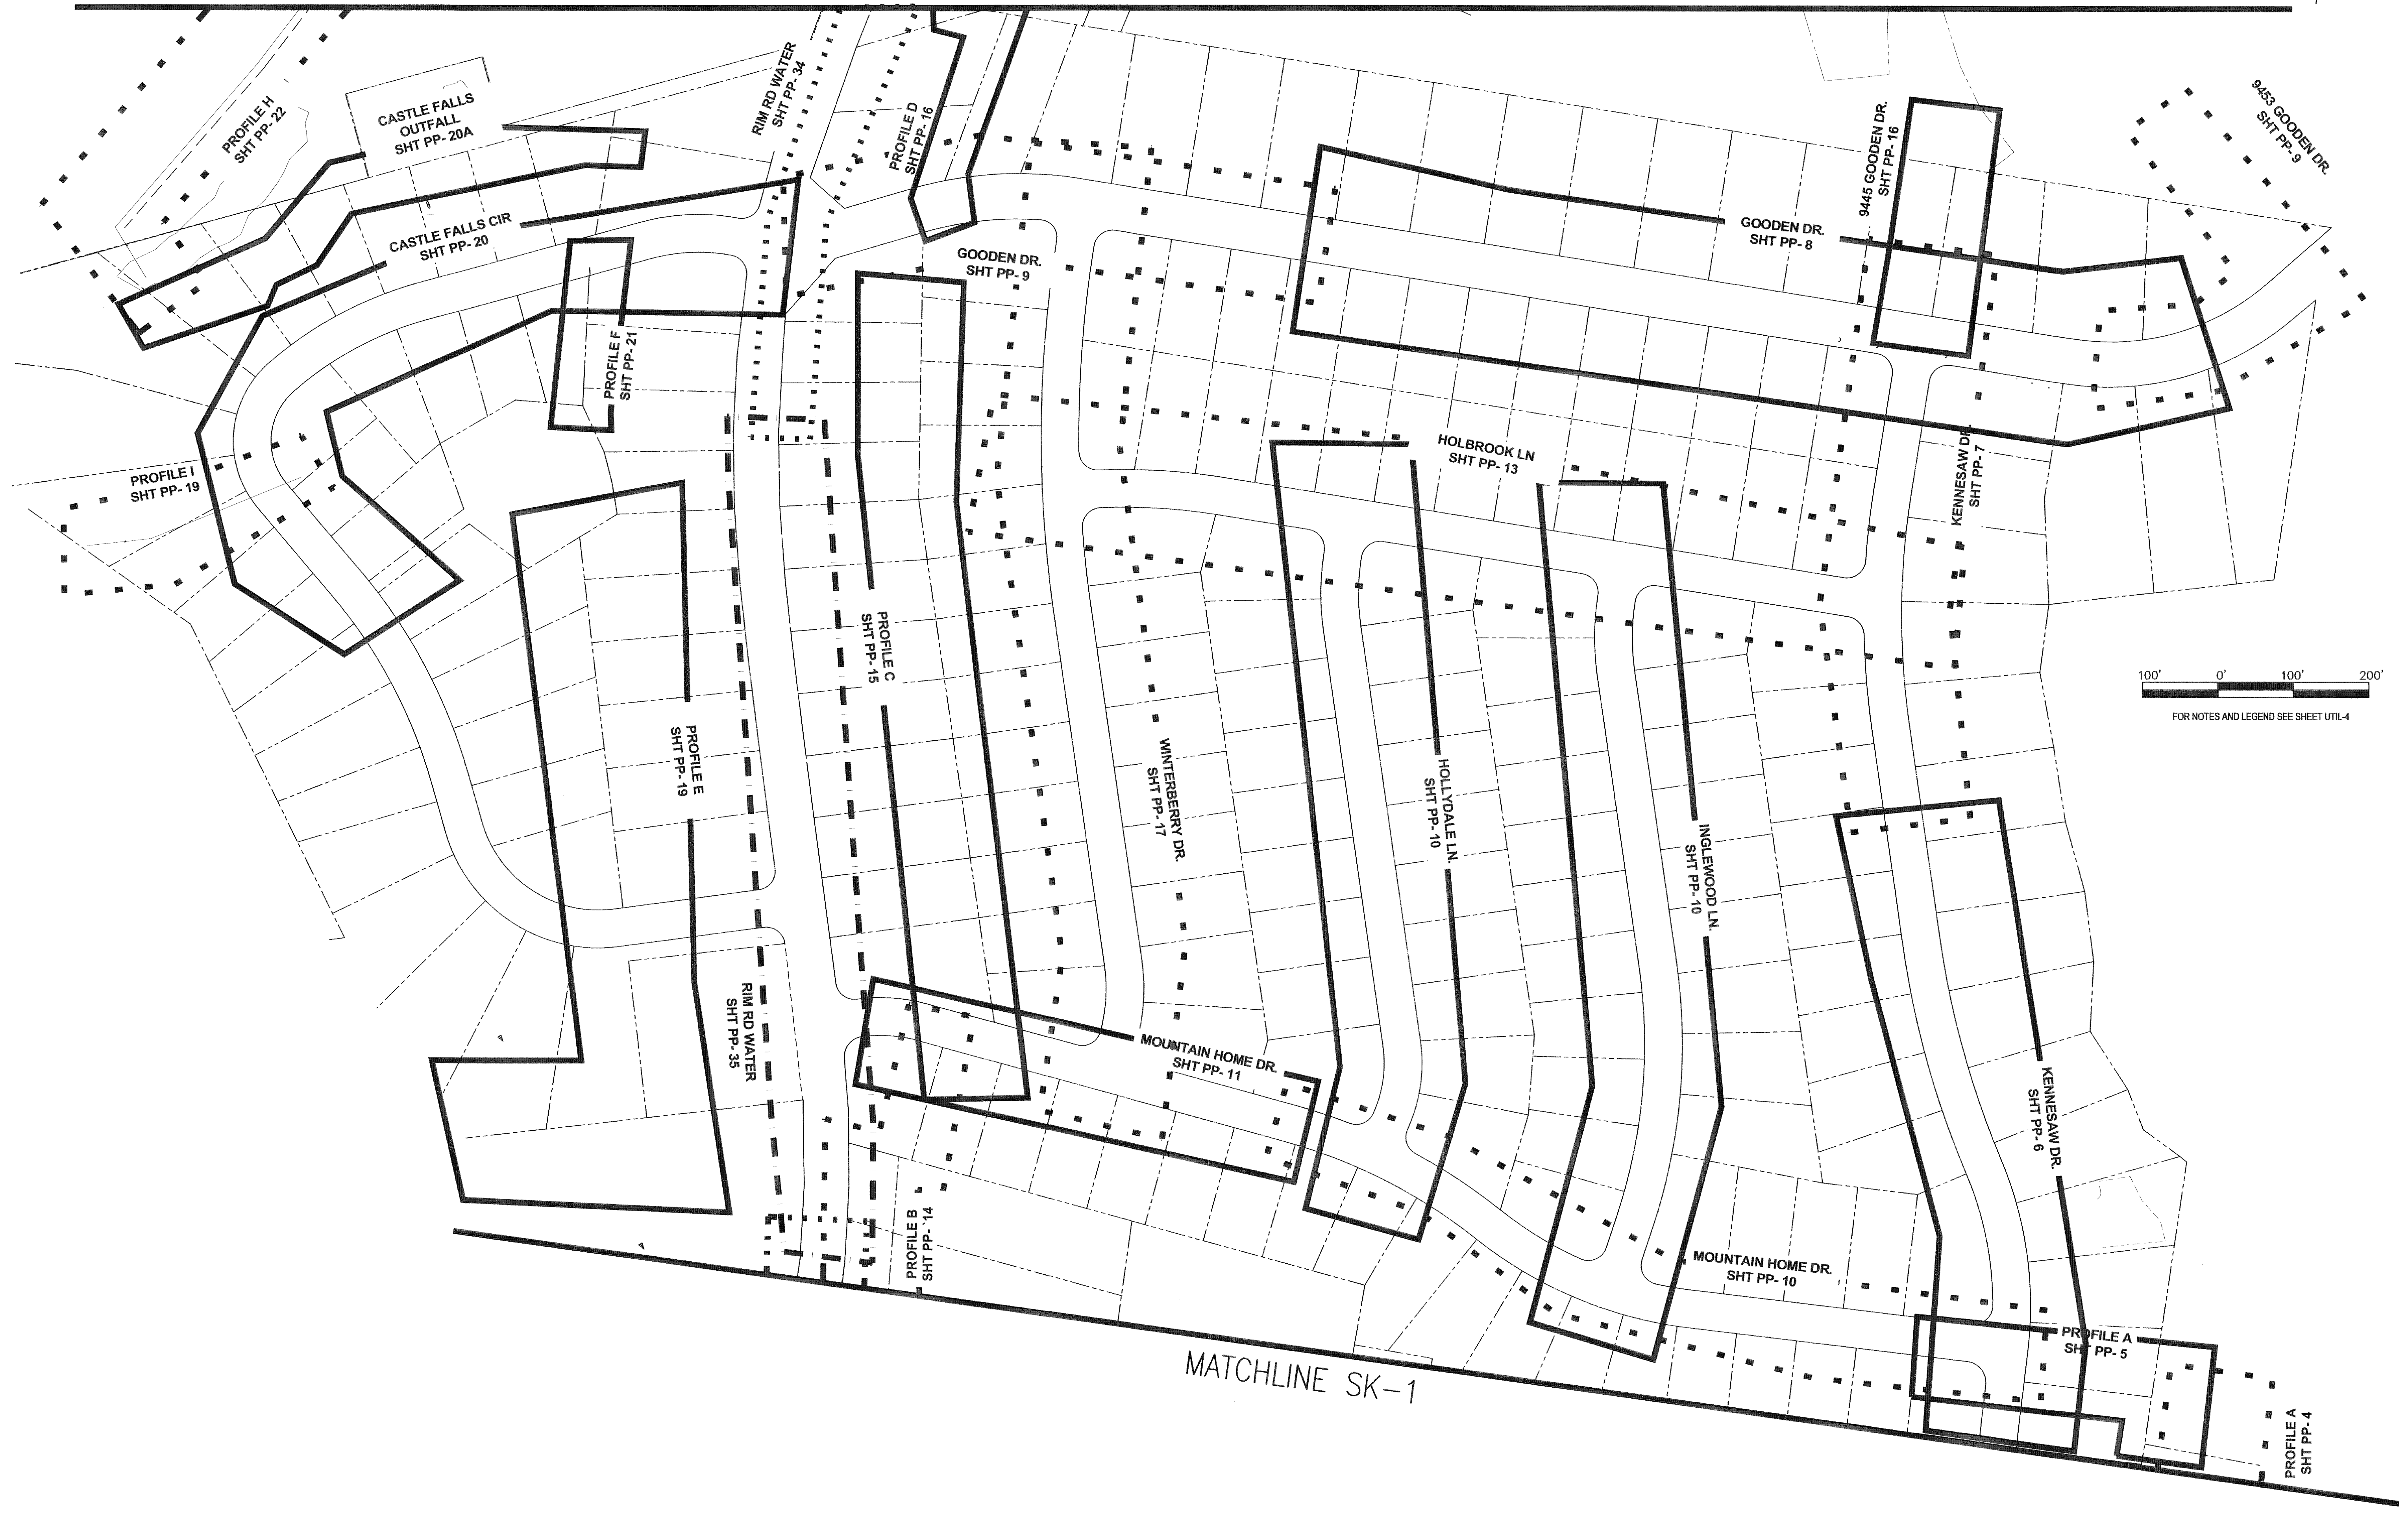 PROFILE H
SHT PP- 22
CASTLE FALLS
OUTFALL
SHT PP-20A
RIM RD WATER
SHT PP- 34
PROFILE D
SHT PP- 16
9445 GOODEN DR.
SHT PP- 16
9453 GOODEN DR.
SHT PP- 9
CASTLE FALLS CIR
SHT PP- 20
GOODEN DR.
SHT PP- 9
GOODEN DR.
SHT PP- 8
PROFILE F
SHT PP- 21
PROFILE I
SHT PP- 19
HOLBROOK LN
SHT PP- 13
KENNESAW DR.
SHT PP- 7
PROFILE C
SHT PP- 15
100' 0' 100' 200'
FOR NOTES AND LEGEND SEE SHEET UTIL-4
PROFILE E
SHT PP-19
WINTERBERRY DR.
SHT PP- 17
HOLLYDALE LN.
SHT PP- 10
INGLEWOOD LN.
SHT PP- 10
RIM RD WATER
SHT PP- 35
MOUNTAIN HOME DR.
SHT PP- 11
KENNESAW DR.
SHT PP- 6
PROFILE B
SHT PP- 14
MOUNTAIN HOME DR.
SHT PP- 10
PROFILE A
SHT PP- 5
MATCHLINE SK-1
PROFILE A
SHT PP- 4